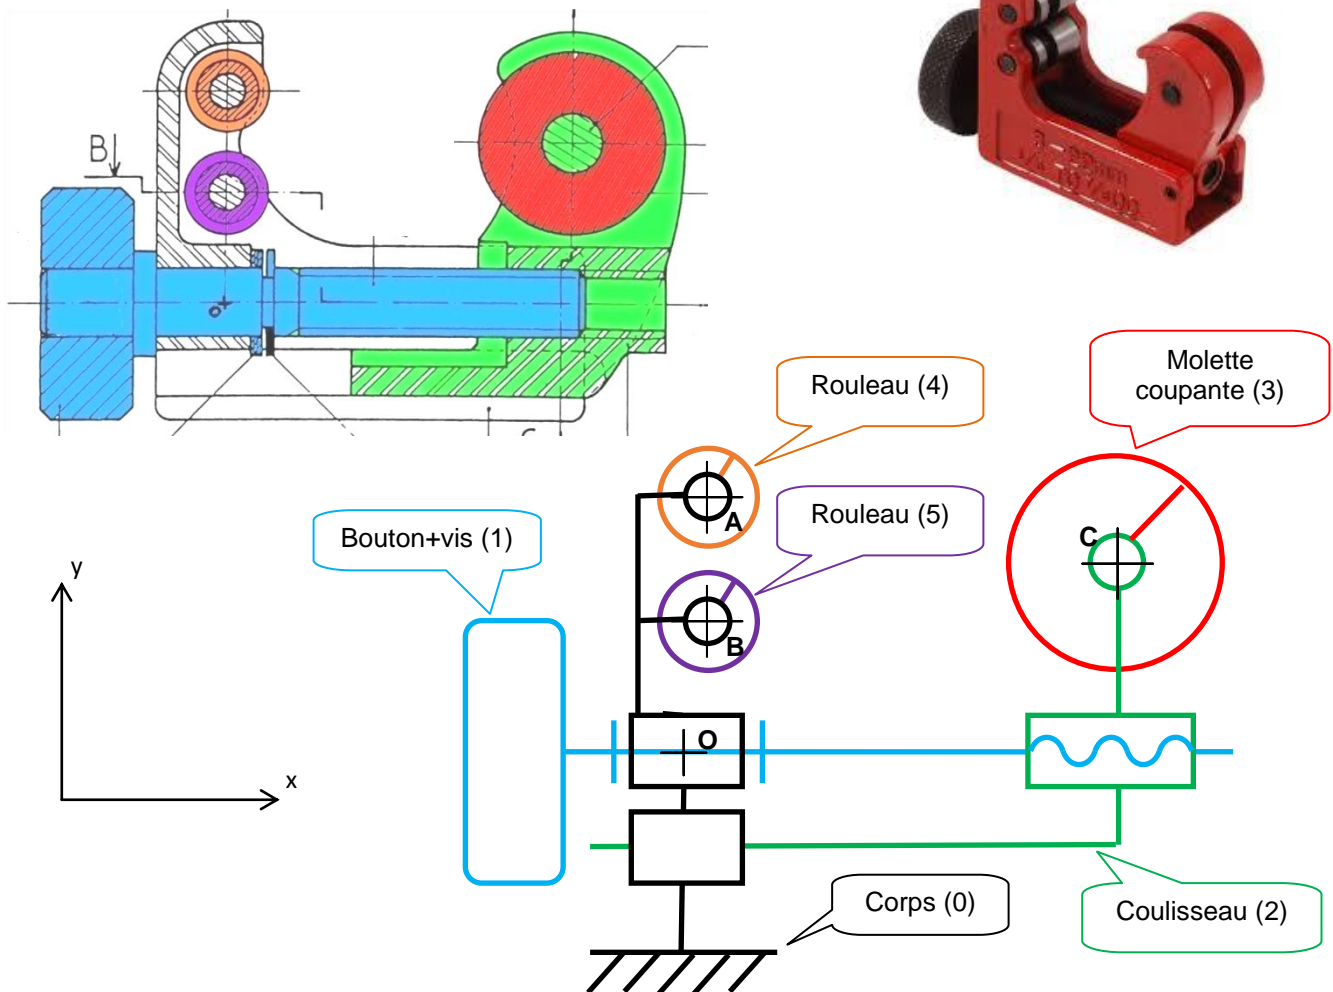 B
Rouleau (4)
Molette
coupante (3)
Rouleau (5)
Bouton+vis (1)
A
C
B
O
y
x
Corps (0)
Coulisseau (2)